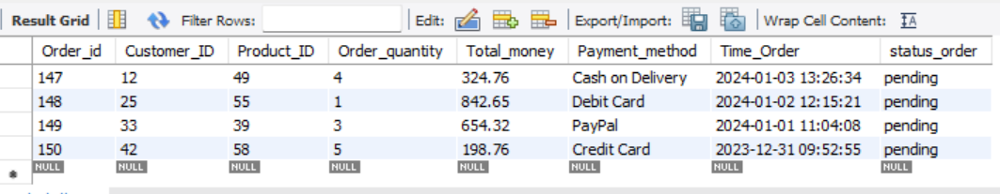 Result Grid Filter Rows: Edit: Export/Import: Wrap Cell Content: IA
Order_id Customer_ID Product_ID Order_quantity Total_money Payment_method Time_Order status_order
147 12 49 4 324.76 Cash on Delivery 2024-01-03 13:26:34 pending
148 25 55 1 842.65 Debit Card 2024-01-02 12:15:21 pending
149 33 39 3 654.32 PayPal 2024-01-01 11:04:08 pending
150 42 58 5 198.76 Credit Card 2023-12-31 09:52:55 pending
* NULL NULL NULL NULL NULL NULL NULL NULL